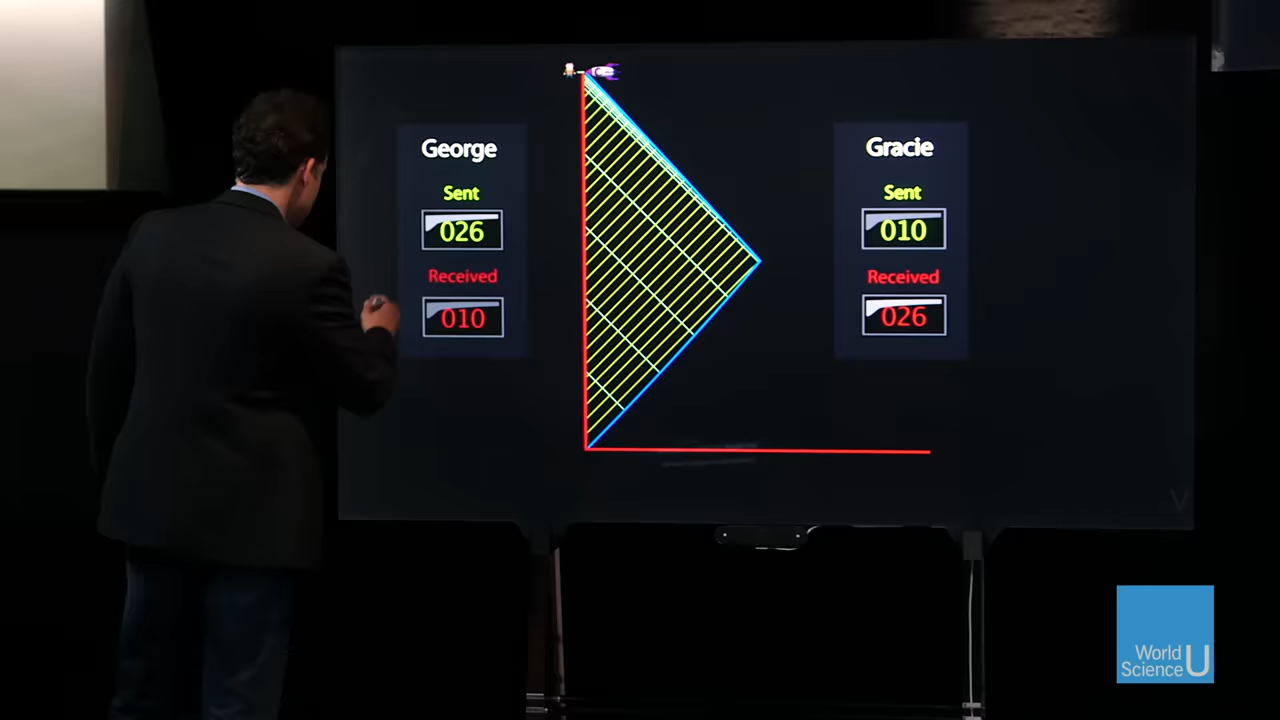 George
Sent
026
Received
010
Gracie
Sent
010
Received
026
World
Science U